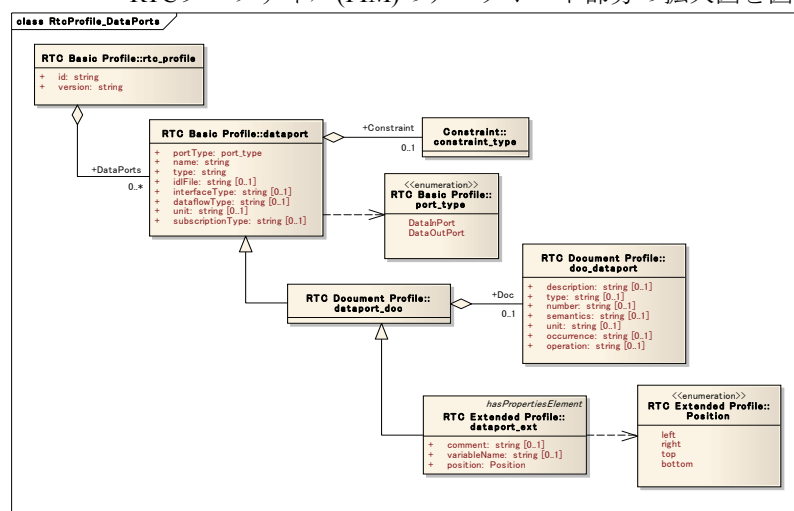 class RtcProfile_DataPorts
RTC Basic Profile::rtc_profile
+ id: string
+ version: string
RTC Basic Profile::dataport
+ portType: port_type
+ name: string
+ type: string
+ idlFile: string [0..1]
+ interfaceType: string [0..1]
+ dataflowType: string [0..1]
+ unit: string [0..1]
+ subscriptionType: string [0..1]
+DataPorts
0..*
+Constraint
0..1
Constraint::
constraint_type
<<enumeration>>
RTC Basic Profile::
port_type
DataInPort
DataOutPort
RTC Document Profile::
dataport_doc
+Doc
0..1
RTC Document Profile::
doc_dataport
+ description: string [0..1]
+ type: string [0..1]
+ number: string [0..1]
+ semantics: string [0..1]
+ unit: string [0..1]
+ occurrence: string [0..1]
+ operation: string [0..1]
hasPropertiesElement
RTC Extended Profile::
dataport_ext
+ comment: string [0..1]
+ variableName: string [0..1]
+ position: Position
<<enumeration>>
RTC Extended Profile::
Position
left
right
top
bottom